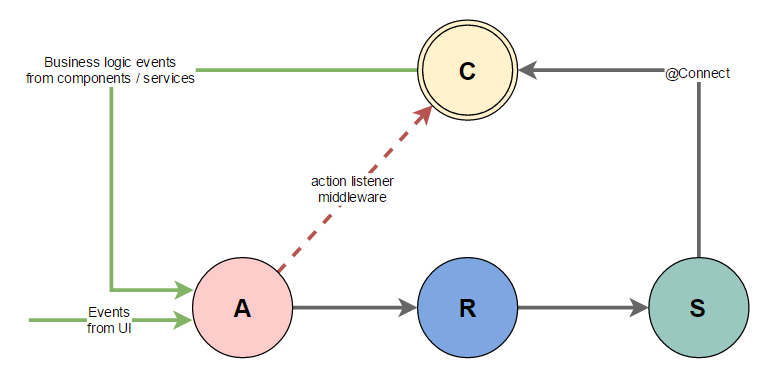 Business logic events
from components / services
C
@Connect
action listener
middleware
A
R
S
Events
from UI